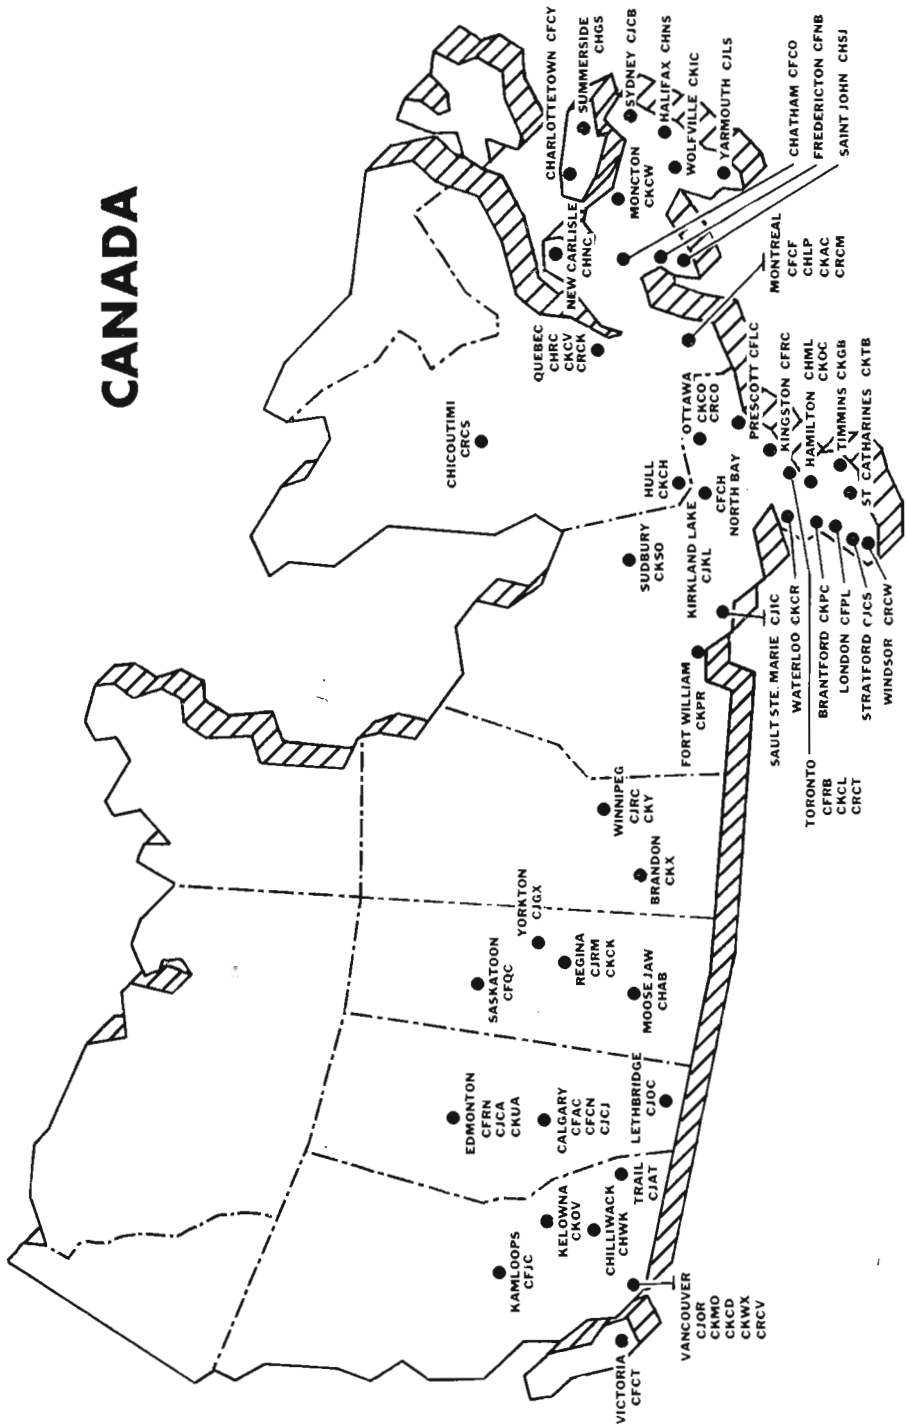 CANADA
VICTORIA
CFCT
VANCOUVER
CJOR
CKMO
CKCD
CKWX
CRCV
KAMLOOPS
CFJC
KELOWNA
CKOV
CHILLIWACK
CHWK
TRAIL
CJAT
EDMONTON
CFRN
CJCA
CKUA
CALGARY
CFAC
CFCN
CJCJ
LETHBRIDGE
CJOC
SASKATOON
CFQC
YORKTON
CJGX
REGINA
CJRM
CKCK
MOOSE JAW
CHAB
BRANDON
CKX
WINNIPEG
CJRC
CKY
FORT WILLIAM
CKPR
SAULT STE. MARIE CJIC
WATERLOO CKCR
TORONTO
CFRB
CKCL
CRCT
BRANTFORD CKPC
LONDON CFPL
STRATFORD CJCS
WINDSOR CRCW
SUDBURY
CKSO
KIRKLAND LAKE
CJKL
CFCH
NORTH BAY
HULL
CKCH
OTTAWA
CKCO
CRCO
PRESCOTT CFLC
KINGSTON CFRC
HAMILTON CHML
CKOC
TIMMINS CKGB
ST CATHARINES CKTB
CHICOUTIMI
CRCS
QUEBEC
CHRC
CKCV
CRCK
MONTREAL
CFCF
CHLP
CKAC
CRCM
NEW CARLISLE
CHNC
CHARLOTTETOWN CFCY
SUMMERSIDE
CHGS
SYDNEY CJCB
HALIFAX CHNS
WOLFVILLE CKIC
YARMOUTH CJLS
MONCTON
CKCW
CHATHAM CFCO
FREDERICTON CFNB
SAINT JOHN CHSJ